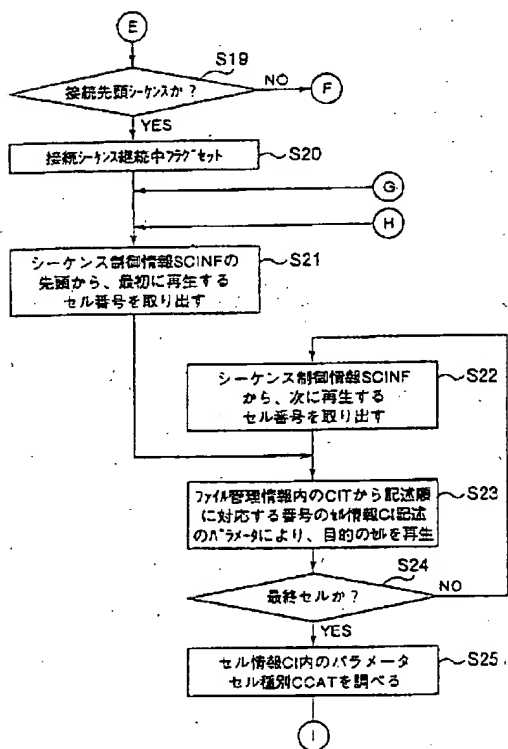 E
S19
接続先頭シーケンスか?
NO
F
YES
接続シーケンス継続中フラグセット
S20
G
H
シーケンス制御情報SCINFの
先頭から、最初に再生する
セル番号を取り出す
S21
シーケンス制御情報SCINF
から、次に再生する
セル番号を取り出す
S22
ファイル管理情報内のCITから記述順
に対応する番号のセル情報CI記述
のパラメータにより、目的のセルを再生
S23
S24
最終セルか?
NO
YES
セル情報CI内のパラメータ
セル種別CCATを調べる
S25
I